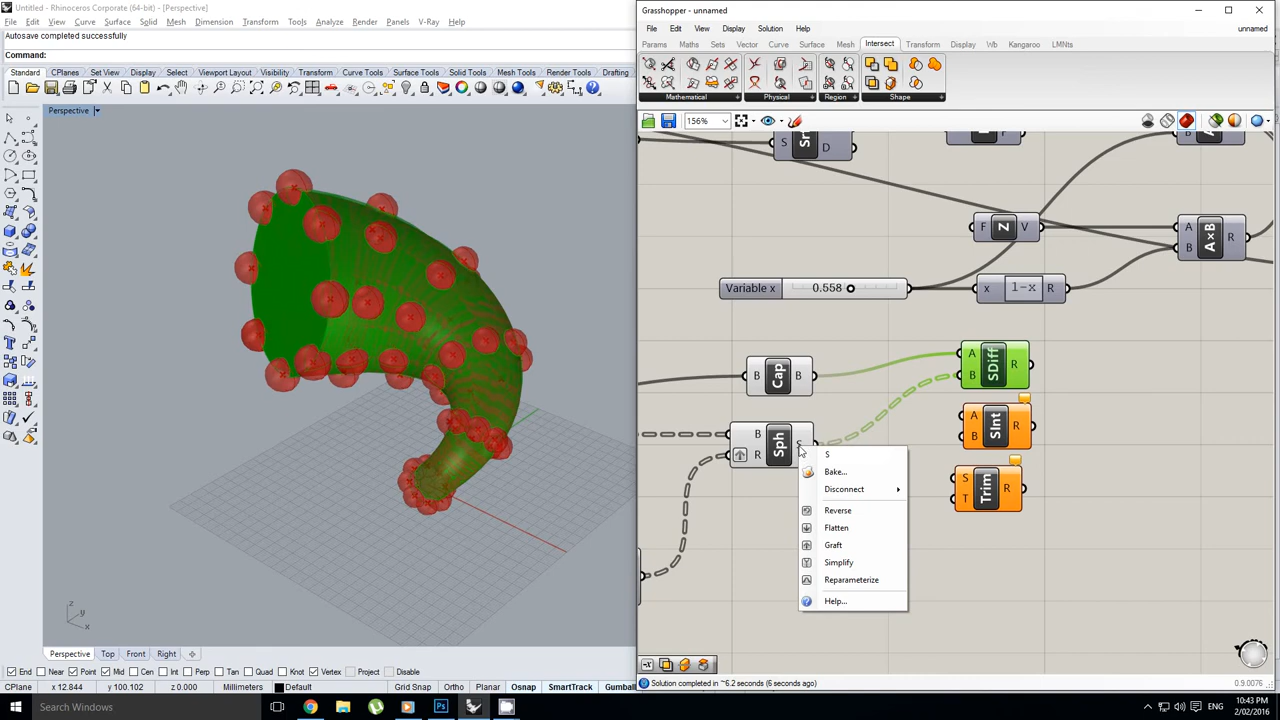 Untitled - Rhinoceros Corporate (64-bit) - [Perspective]
File Edit View Curve Surface Solid Mesh Dimension Transform Tools Analyze Render Panels V-Ray Help
Autosave completed successfully
Command:
Standard CPlanes Set View Display Select Viewport Layout Visibility Transform Curve Tools Surface Tools Solid Tools Mesh Tools Render Tools Drafting
Perspective
z
y
x
Perspective Top Front Right
End Near Point Mid Cen Int Perp Tan Quad Knot Vertex Project Disable
CPlane x 12.844 y 100.102 z 0.000 Millimeters Default Grid Snap Ortho Planar Osnap SmartTrack Gumball
Grasshopper - unnamed
File Edit View Display Solution Help unnamed
Params Maths Sets Vector Curve Surface Mesh Intersect Transform Display Wb Kangaroo LMNts
Mathematical Physical Region Shape
156%
S D
F
B
F Z V
A B A×B R
Variable x 0.558
x 1-x R
B Cap B
A B SDiff R
B R Sph S
A B SInt R
S T Trim R
S
Bake...
Disconnect
Reverse
Flatten
Graft
Simplify
Reparameterize
Help...
Solution completed in ~6.2 seconds (6 seconds ago) 0.9.0076
Type here to search
ENG
10:43 PM
2/02/2016